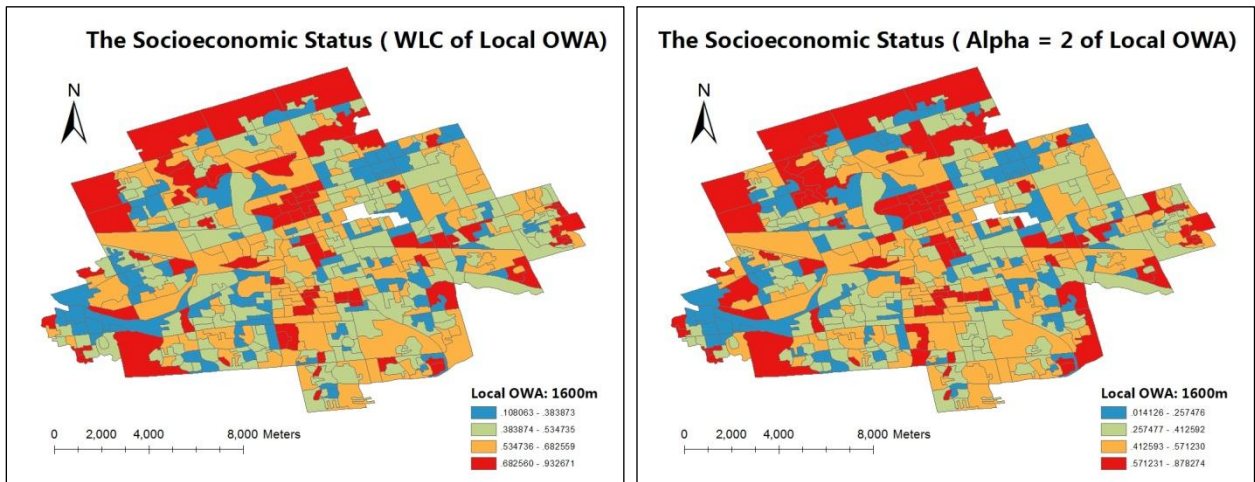 The Socioeconomic Status ( WLC of Local OWA)
N
Local OWA: 1600m
.108063 - .383873
.383874 - .534735
.534736 - .682559
.682560 - .932671
0 2,000 4,000 8,000 Meters
The Socioeconomic Status ( Alpha = 2 of Local OWA)
N
Local OWA: 1600m
.014126 - .257476
.257477 - .412592
.412593 - .571230
.571231 - .878274
0 2,000 4,000 8,000 Meters